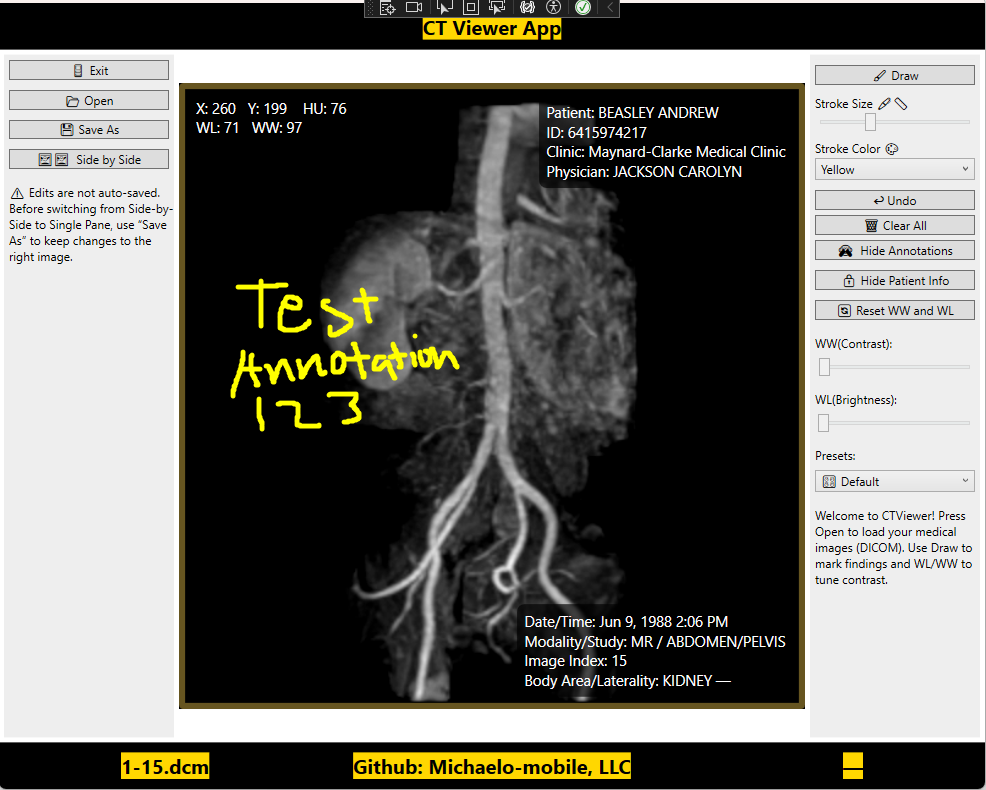 CT Viewer App
Exit
Open
Save As
Side by Side
Edits are not auto-saved.
Before switching from Side-by-
Side to Single Pane, use "Save
As" to keep changes to the
right image.
X: 260 Y: 199 HU: 76
WL: 71 WW: 97
Patient: BEASLEY ANDREW
ID: 6415974217
Clinic: Maynard-Clarke Medical Clinic
Physician: JACKSON CAROLYN
Test
Annotation
123
Date/Time: Jun 9, 1988 2:06 PM
Modality/Study: MR / ABDOMEN/PELVIS
Image Index: 15
Body Area/Laterality: KIDNEY —
Draw
Stroke Size
Stroke Color
Yellow
Undo
Clear All
Hide Annotations
Hide Patient Info
Reset WW and WL
WW(Contrast):
WL(Brightness):
Presets:
Default
Welcome to CTViewer! Press
Open to load your medical
images (DICOM). Use Draw to
mark findings and WL/WW to
tune contrast.
1-15.dcm
Github: Michaelo-mobile, LLC